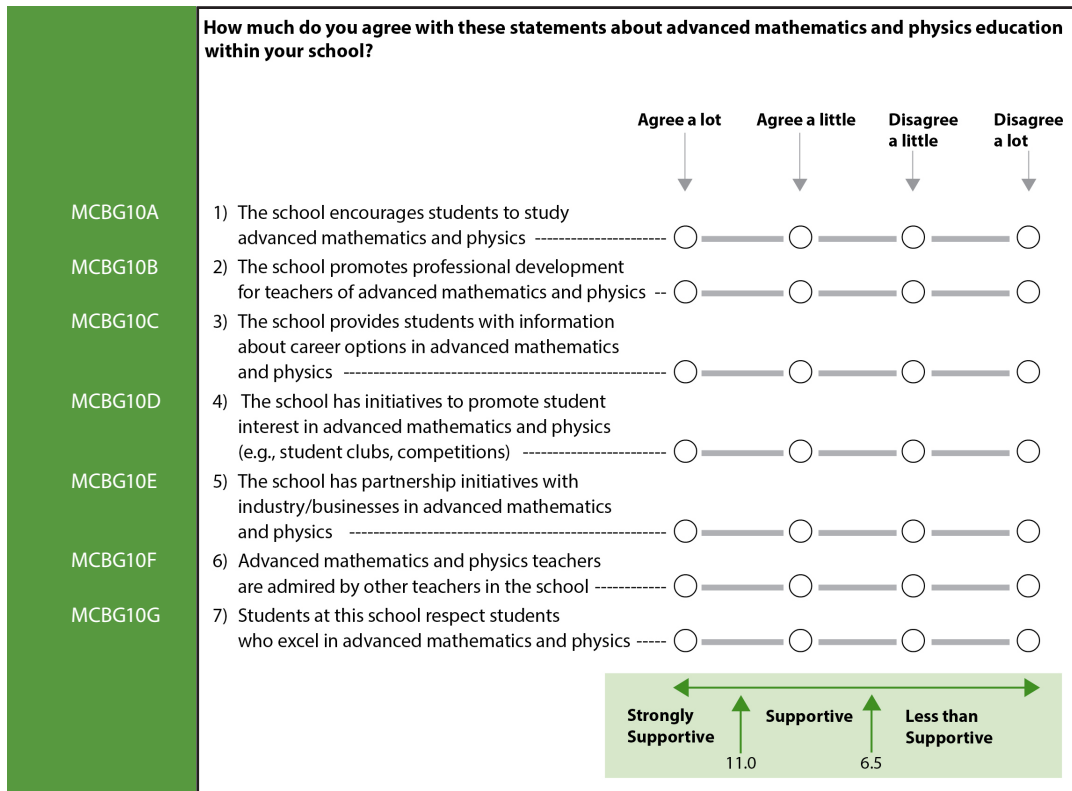 How much do you agree with these statements about advanced mathematics and physics education
within your school?
Agree a lot
Agree a little
Disagree
a little
Disagree
a lot
MCBG10A
1) The school encourages students to study
advanced mathematics and physics
MCBG10B
2) The school promotes professional development
for teachers of advanced mathematics and physics
MCBG10C
3) The school provides students with information
about career options in advanced mathematics
and physics
MCBG10D
4) The school has initiatives to promote student
interest in advanced mathematics and physics
(e.g., student clubs, competitions)
MCBG10E
5) The school has partnership initiatives with
industry/businesses in advanced mathematics
and physics
MCBG10F
6) Advanced mathematics and physics teachers
are admired by other teachers in the school
MCBG10G
7) Students at this school respect students
who excel in advanced mathematics and physics
Strongly
Supportive
Supportive
Less than
Supportive
11.0
6.5